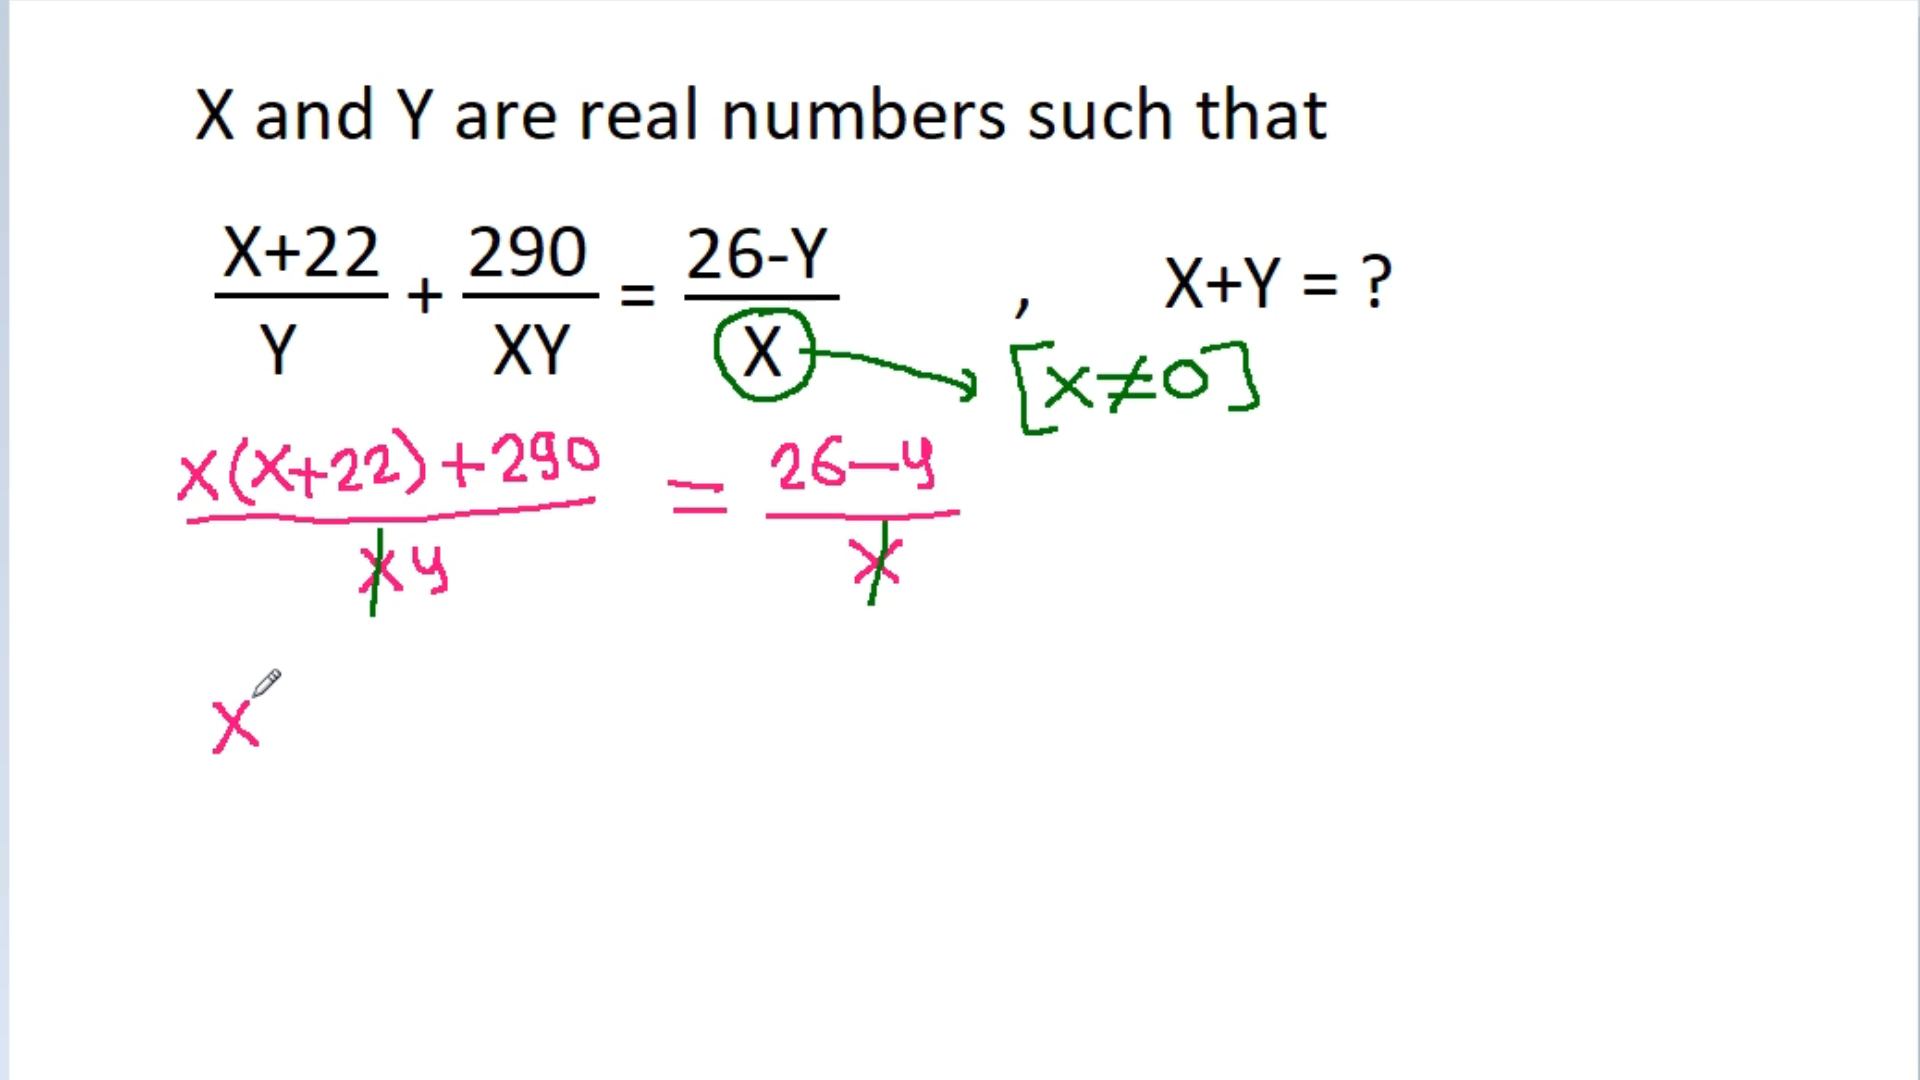 X and Y are real numbers such that
X+22/Y + 290/XY = 26-Y/X , X+Y = ?
[x≠0]
x(x+22)+290/xy = 26-y/x
x